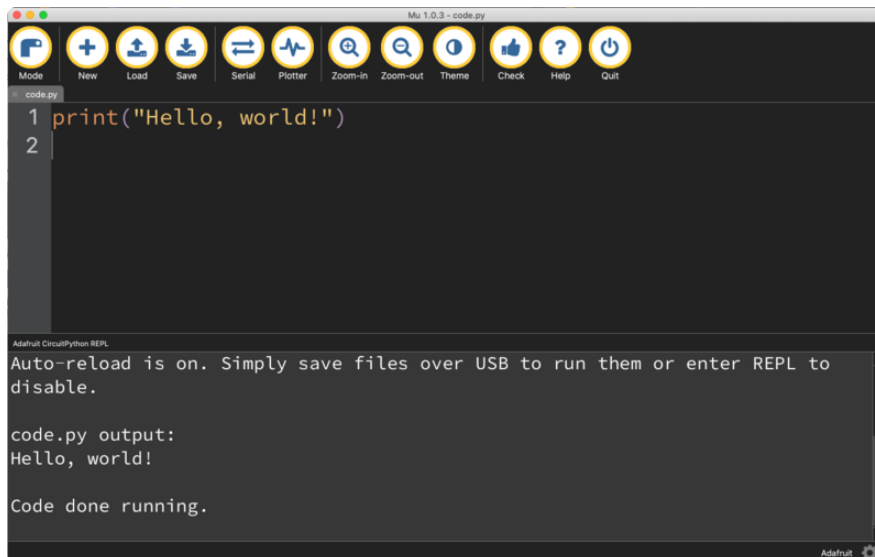 Mu 1.0.3 - code.py
Mode New Load Save Serial Plotter Zoom-in Zoom-out Theme Check Help Quit
code.py
1 print("Hello, world!")
2
Adafruit CircuitPython REPL
Auto-reload is on. Simply save files over USB to run them or enter REPL to
disable.
code.py output:
Hello, world!
Code done running.
Adafruit